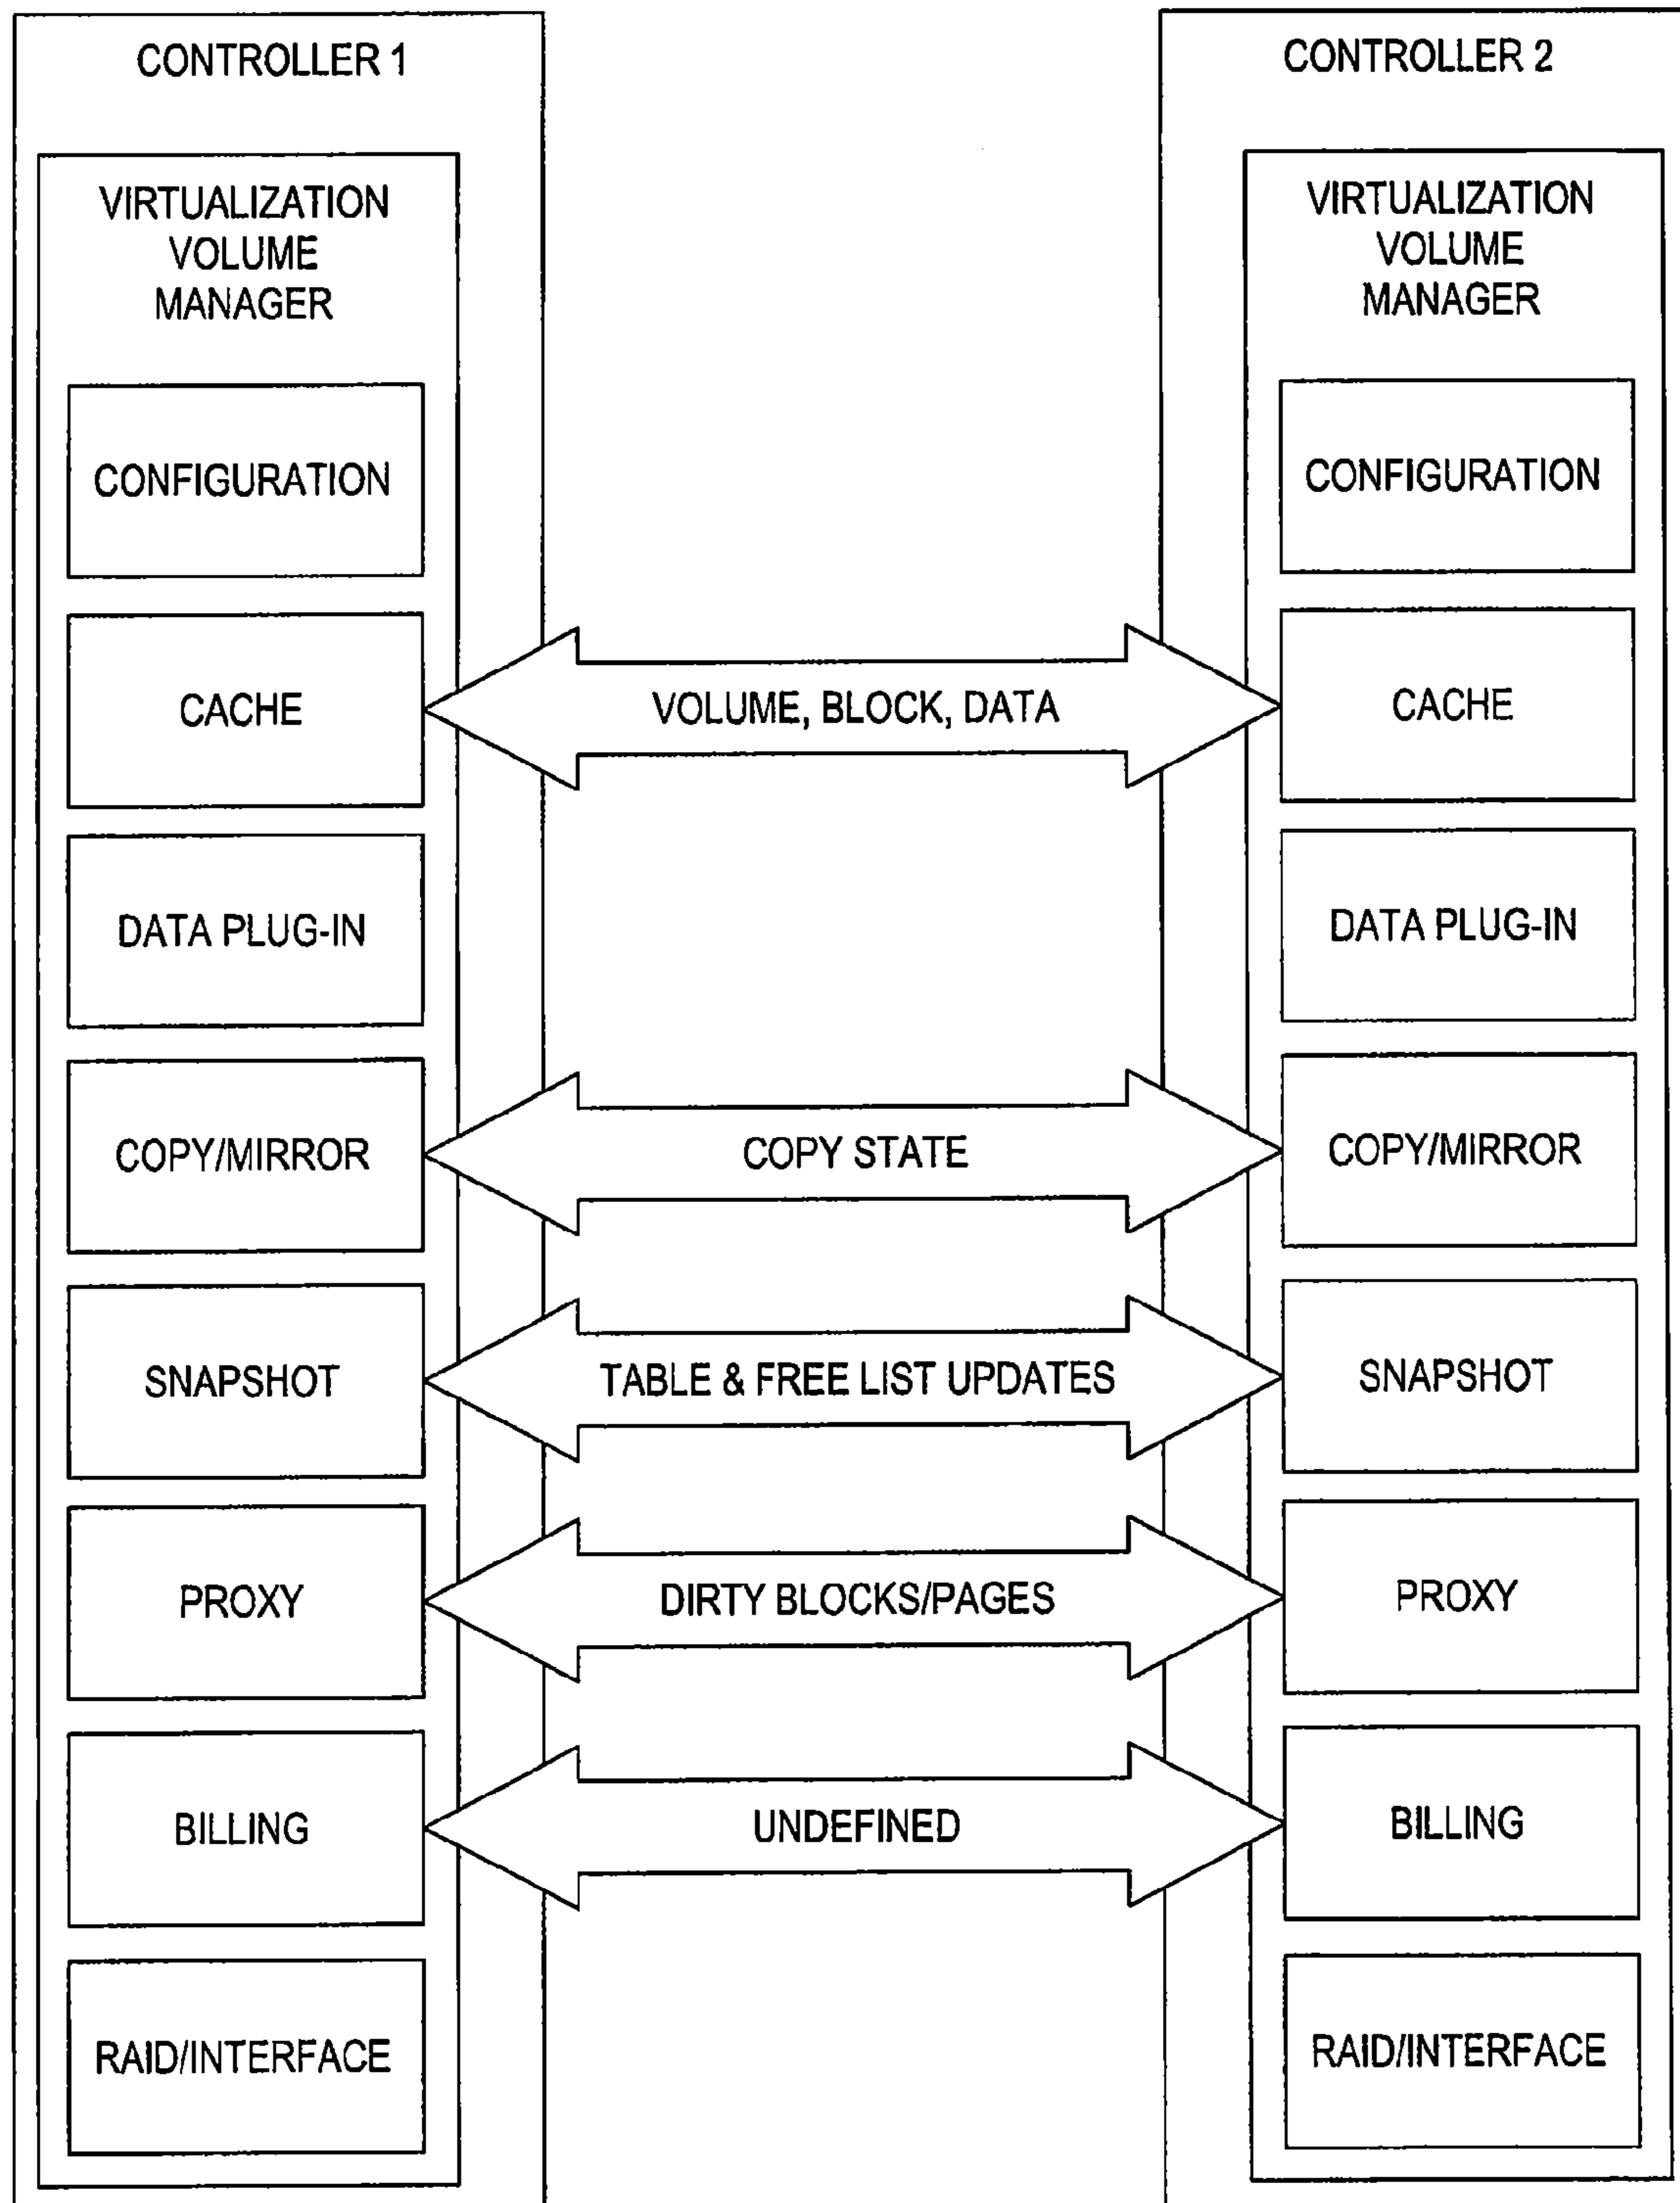 CONTROLLER 1
VIRTUALIZATION
VOLUME
MANAGER
CONFIGURATION
CACHE
DATA PLUG-IN
COPY/MIRROR
SNAPSHOT
PROXY
BILLING
RAID/INTERFACE
VOLUME, BLOCK, DATA
COPY STATE
TABLE & FREE LIST UPDATES
DIRTY BLOCKS/PAGES
UNDEFINED
CONTROLLER 2
VIRTUALIZATION
VOLUME
MANAGER
CONFIGURATION
CACHE
DATA PLUG-IN
COPY/MIRROR
SNAPSHOT
PROXY
BILLING
RAID/INTERFACE